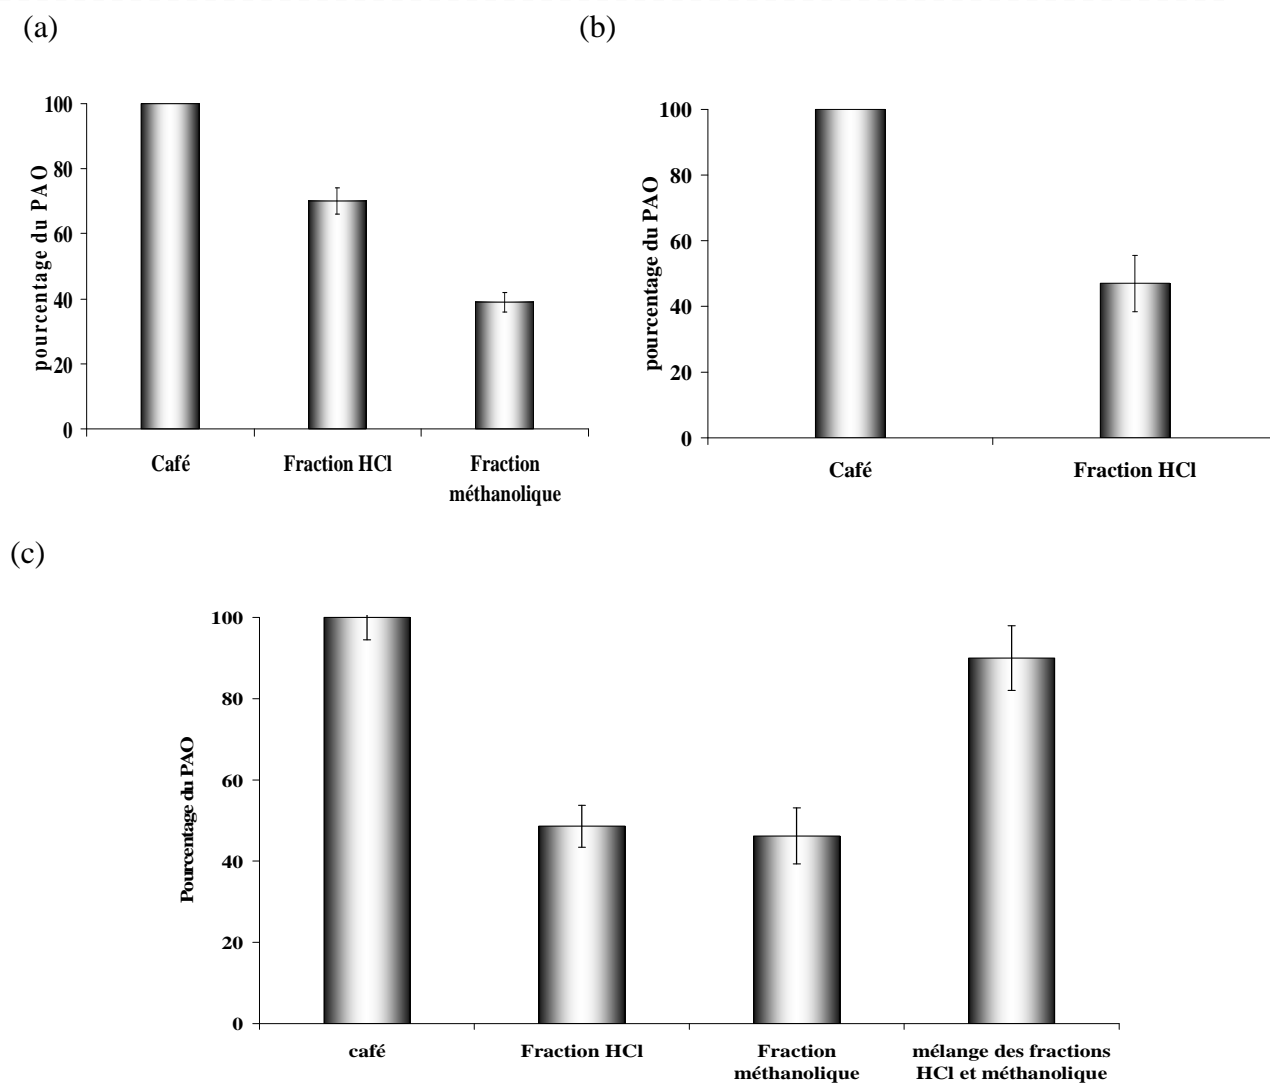 (a)
(b)
100
80
60
40
20
0
pourcentage du PAO
Café
Fraction HCl
Fraction
méthanolique
100
80
60
40
20
0
pourcentage du PAO
Café
Fraction HCl
(c)
100
80
60
40
20
0
Pourcentage du PAO
café
Fraction HCl
Fraction
méthanolique
mélange des fractions
HCl et méthanolique